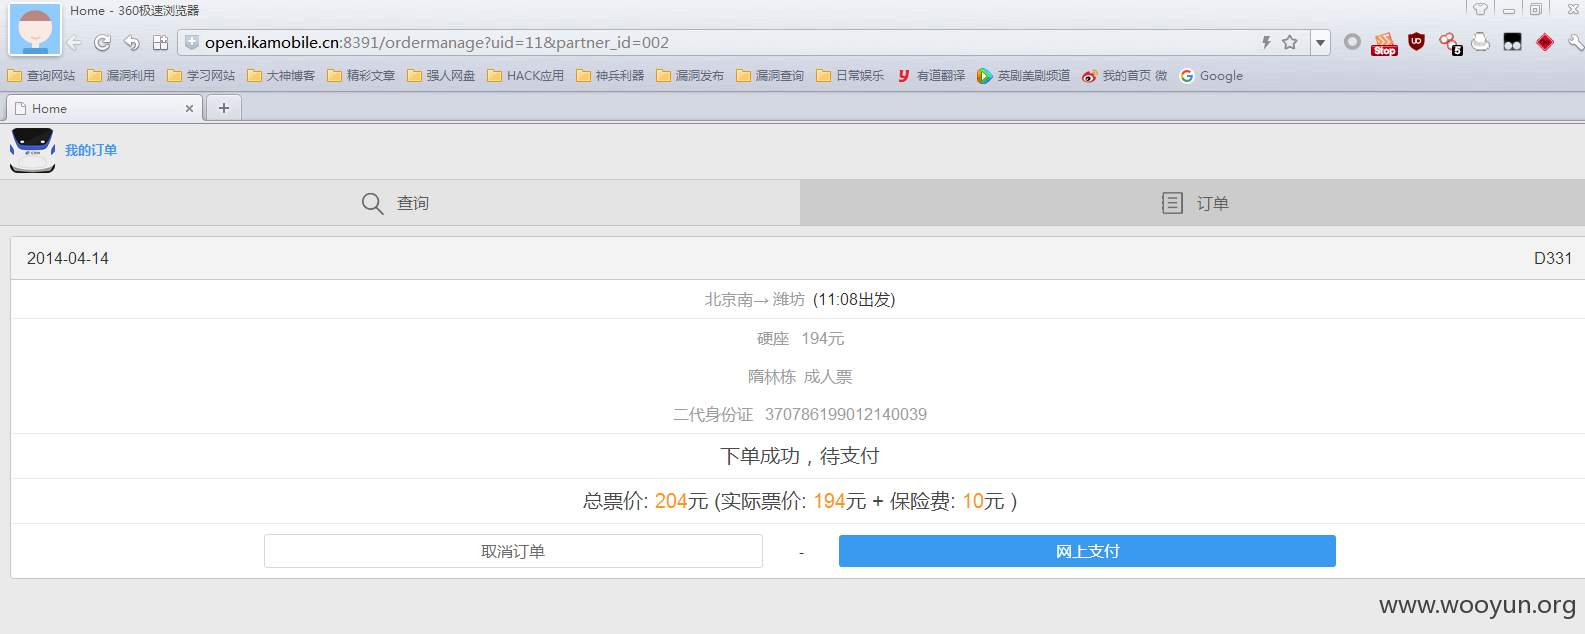 Home - 360极速浏览器
open.ikamobile.cn:8391/ordermanage?uid=11&partner_id=002
Stop
5
查询网站 漏洞利用 学习网站 大神博客 精彩文章 强人网盘 HACK应用 神兵利器 漏洞发布 漏洞查询 日常娱乐 有道翻译 英剧美剧频道 我的首页 微 Google
Home
我的订单
查询 订单
2014-04-14 D331
北京南→潍坊 (11:08出发)
硬座 194元
隋林栋 成人票
二代身份证 370786199012140039
下单成功，待支付
总票价: 204元 (实际票价: 194元 + 保险费: 10元 )
取消订单 - 网上支付
www.wooyun.org